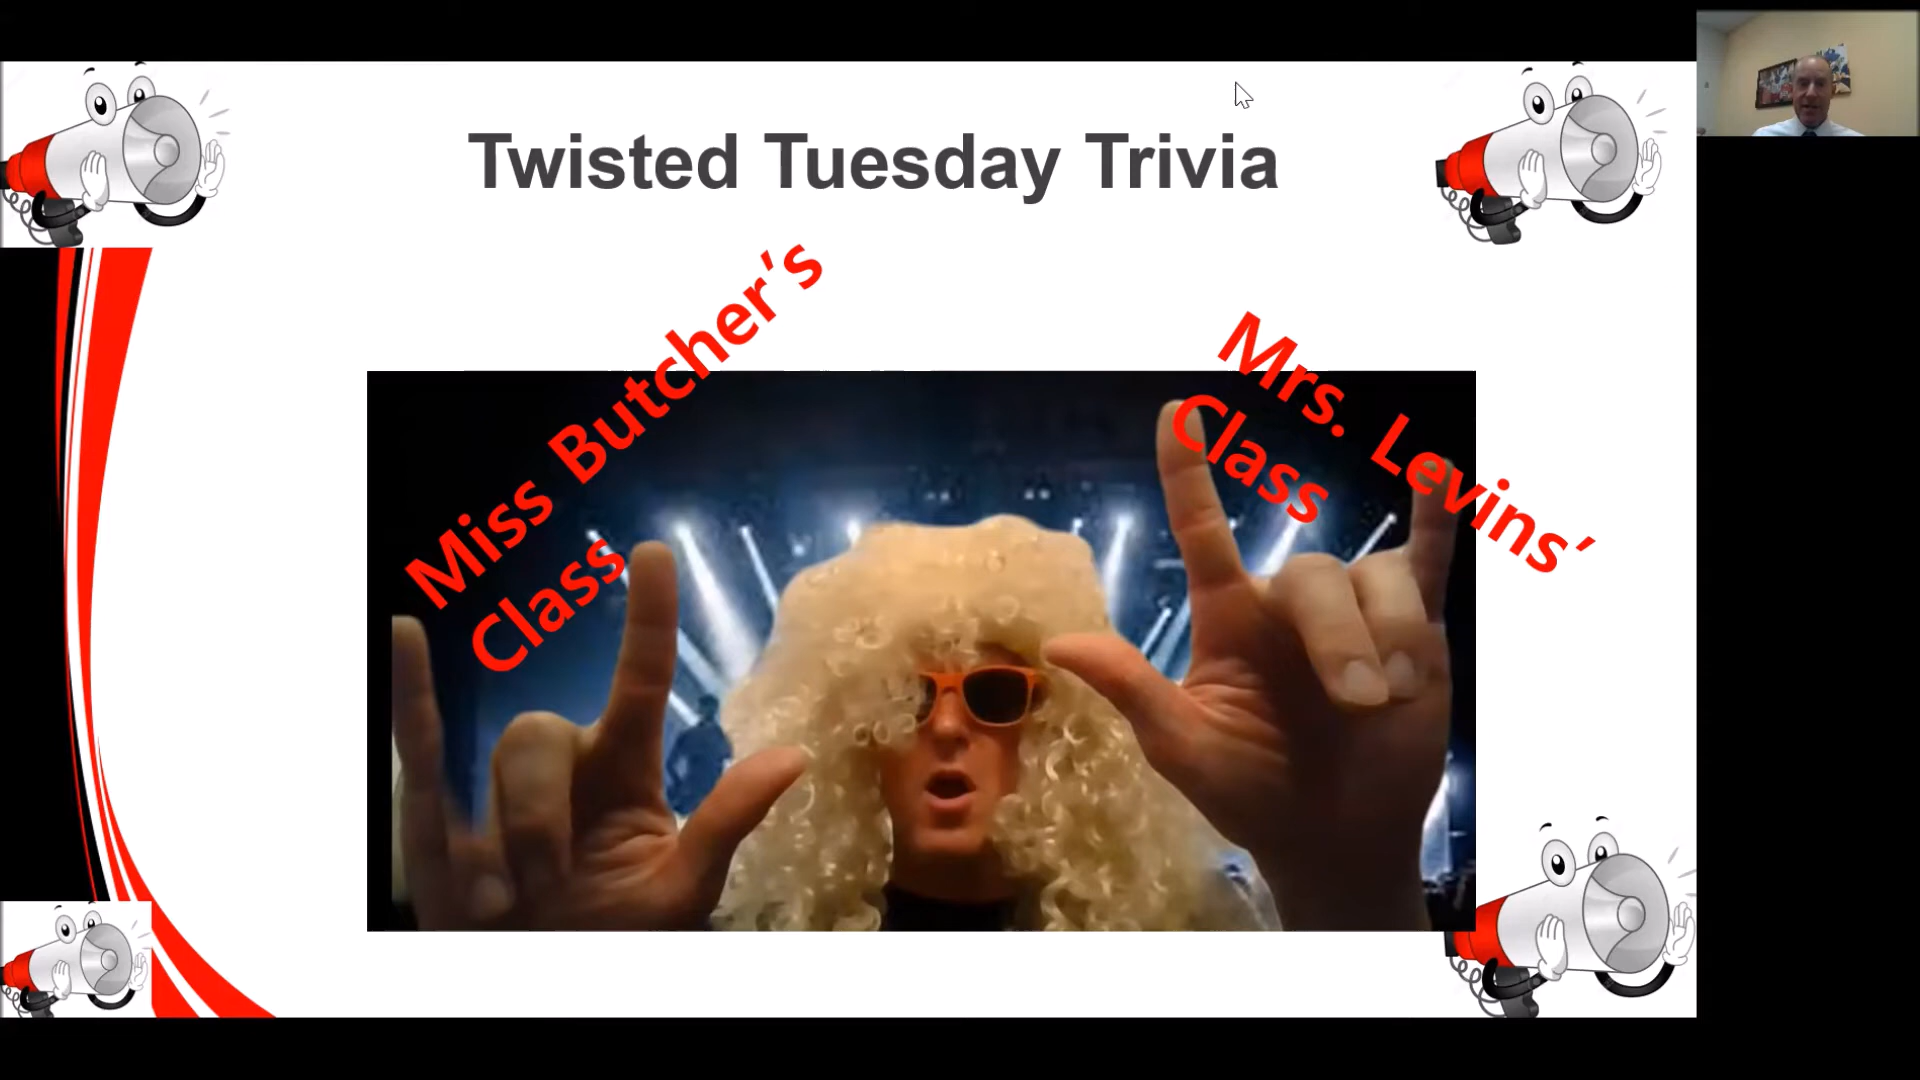 Twisted Tuesday Trivia
Miss Butcher’s
Class
Mrs. Levins’
Class